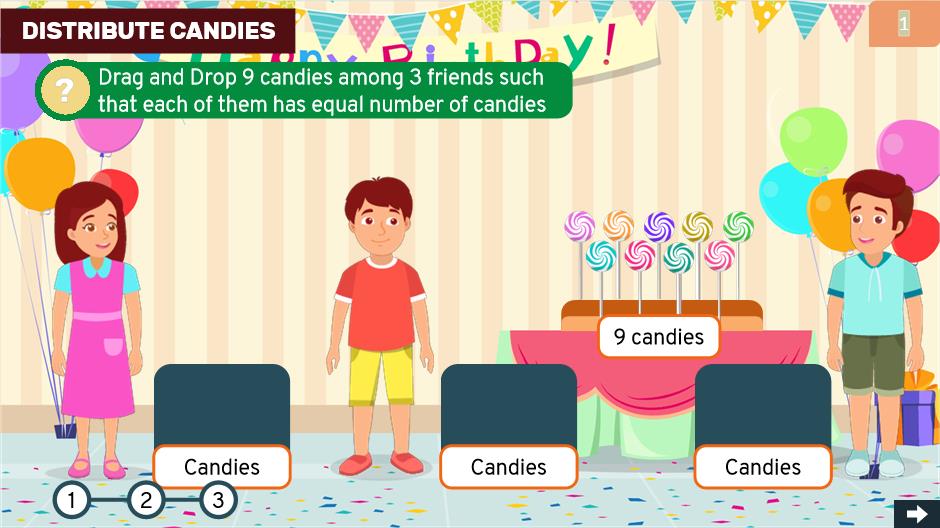 DISTRIBUTE CANDIES
1
Happy Birthday!
?
Drag and Drop 9 candies among 3 friends such
that each of them has equal number of candies
9 candies
Candies
Candies
Candies
1 2 3